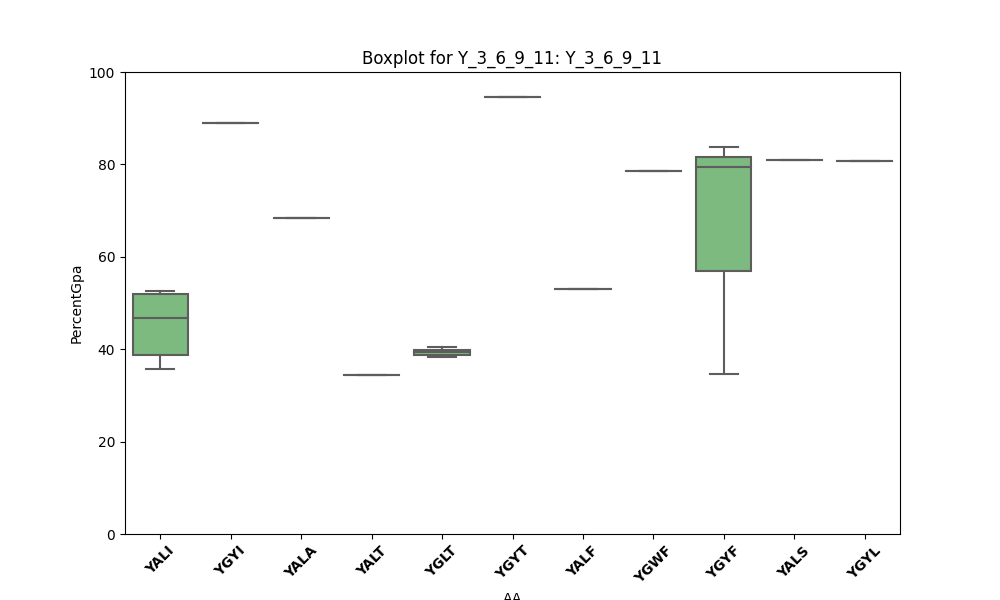 Boxplot for Y_3_6_9_11: Y_3_6_9_11
100
80
60
40
20
0
PercentGpa
YALI YGYI YALA YALT YGLT YGYT YALF YGWF YGYF YALS YGYL
AA